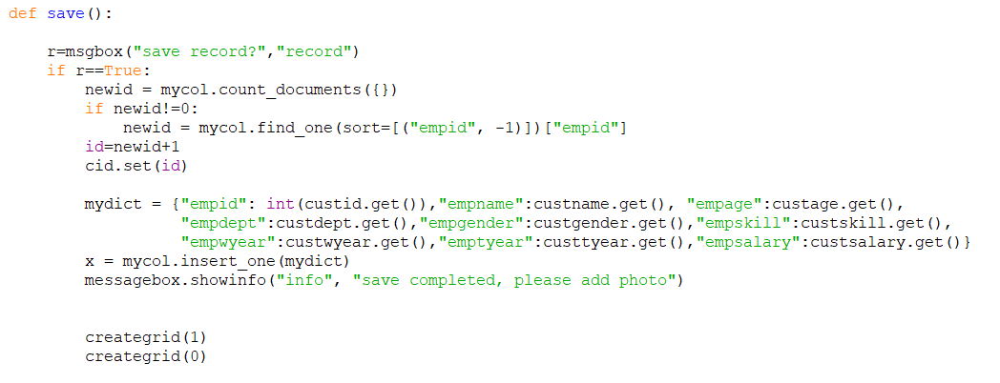 def save():
    r=msgbox("save record?","record")
    if r==True:
        newid = mycol.count_documents({})
        if newid!=0:
            newid = mycol.find_one(sort=[("empid", -1)])["empid"]
        id=newid+1
        cid.set(id)
        mydict = {"empid": int(custid.get()),"empname":custname.get(), "empage":custage.get(),
                  "empdept":custdept.get(),"empgender":custgender.get(),"empskill":custskill.get(),
                  "empwyear":custwyear.get(),"emptyear":custtyear.get(),"empsalary":custsalary.get()}
        x = mycol.insert_one(mydict)
        messagebox.showinfo("info", "save completed, please add photo")
        creategrid(1)
        creategrid(0)